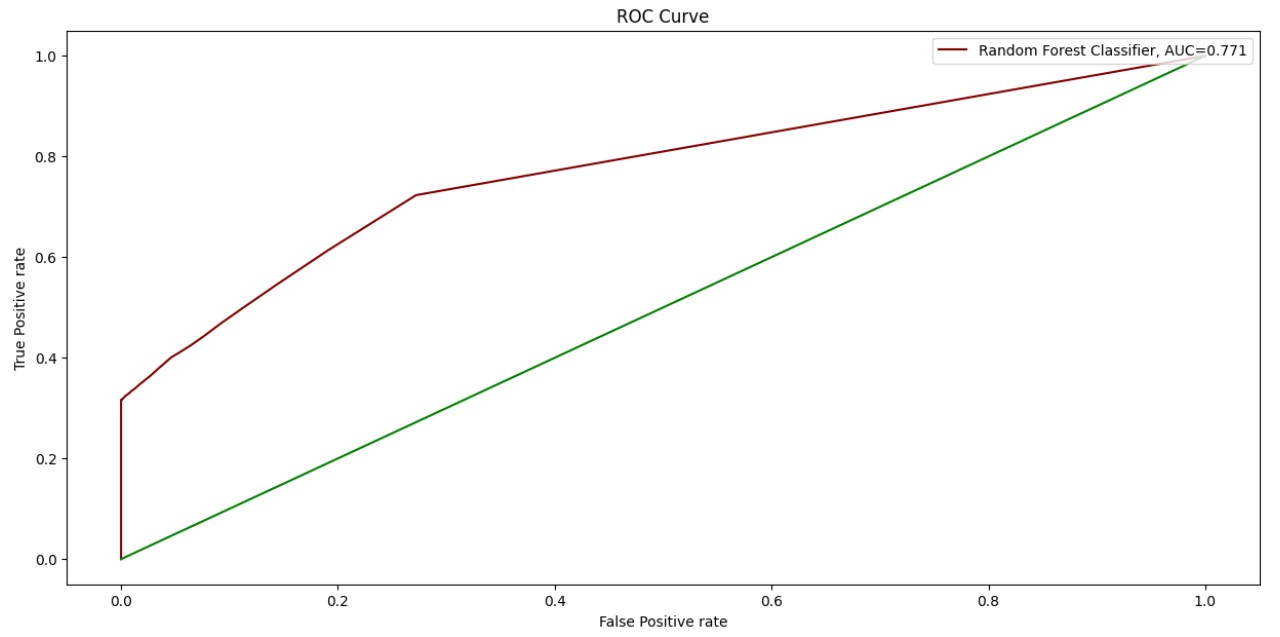 ROC Curve
Random Forest Classifier, AUC=0.771
True Positive rate
1.0
0.8
0.6
0.4
0.2
0.0
0.0 0.2 0.4 0.6 0.8 1.0
False Positive rate